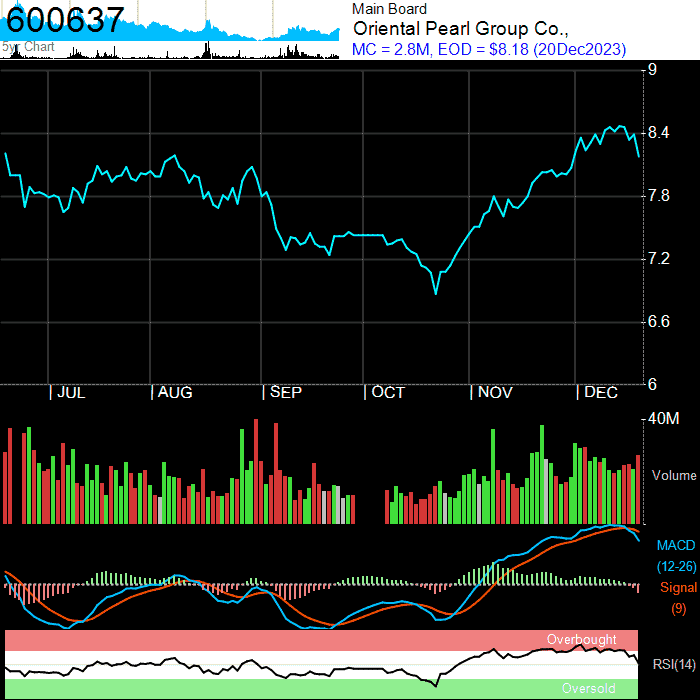 600637
5yr Chart
Main Board
Oriental Pearl Group Co.,
MC = 2.8M, EOD = $8.18 (20Dec2023)
9
8.4
7.8
7.2
6.6
6
| JUL | AUG | SEP | OCT | NOV | DEC
40M
Volume
MACD
(12-26)
Signal
(9)
Overbought
RSI(14)
Oversold